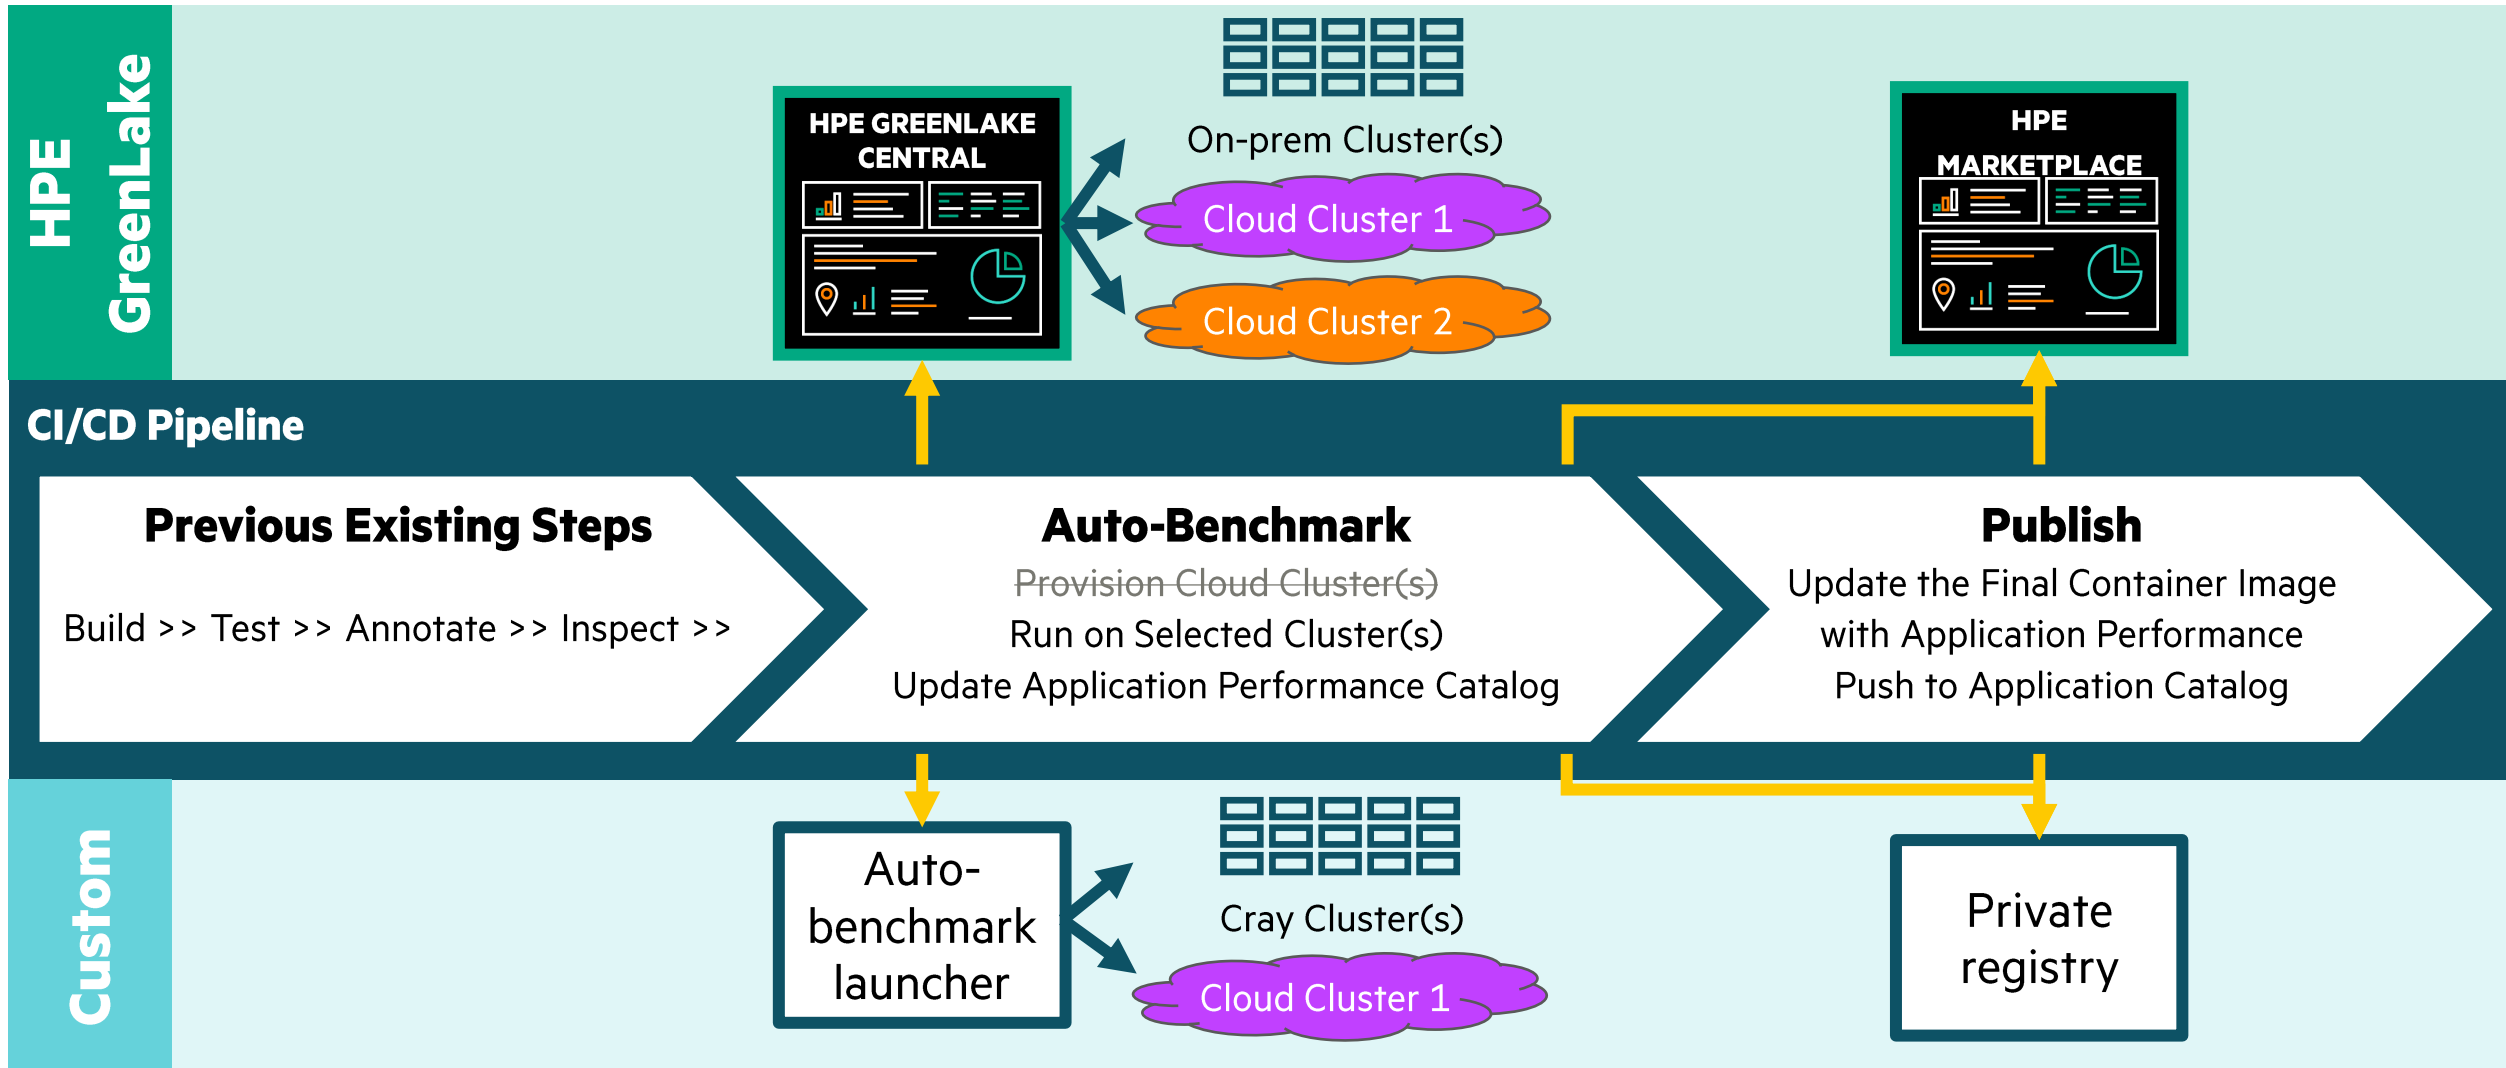 HPE
GreenLake
HPE GREENLAKE
CENTRAL
On-prem Cluster(s)
Cloud Cluster 1
Cloud Cluster 2
HPE
MARKETPLACE
CI/CD Pipeline
Previous Existing Steps
Build >> Test >> Annotate >> Inspect >>
Auto-Benchmark
Provision Cloud Cluster(s)
Run on Selected Cluster(s)
Update Application Performance Catalog
Publish
Update the Final Container Image
with Application Performance
Push to Application Catalog
Custom
Auto-
benchmark
launcher
Cray Cluster(s)
Cloud Cluster 1
Private
registry